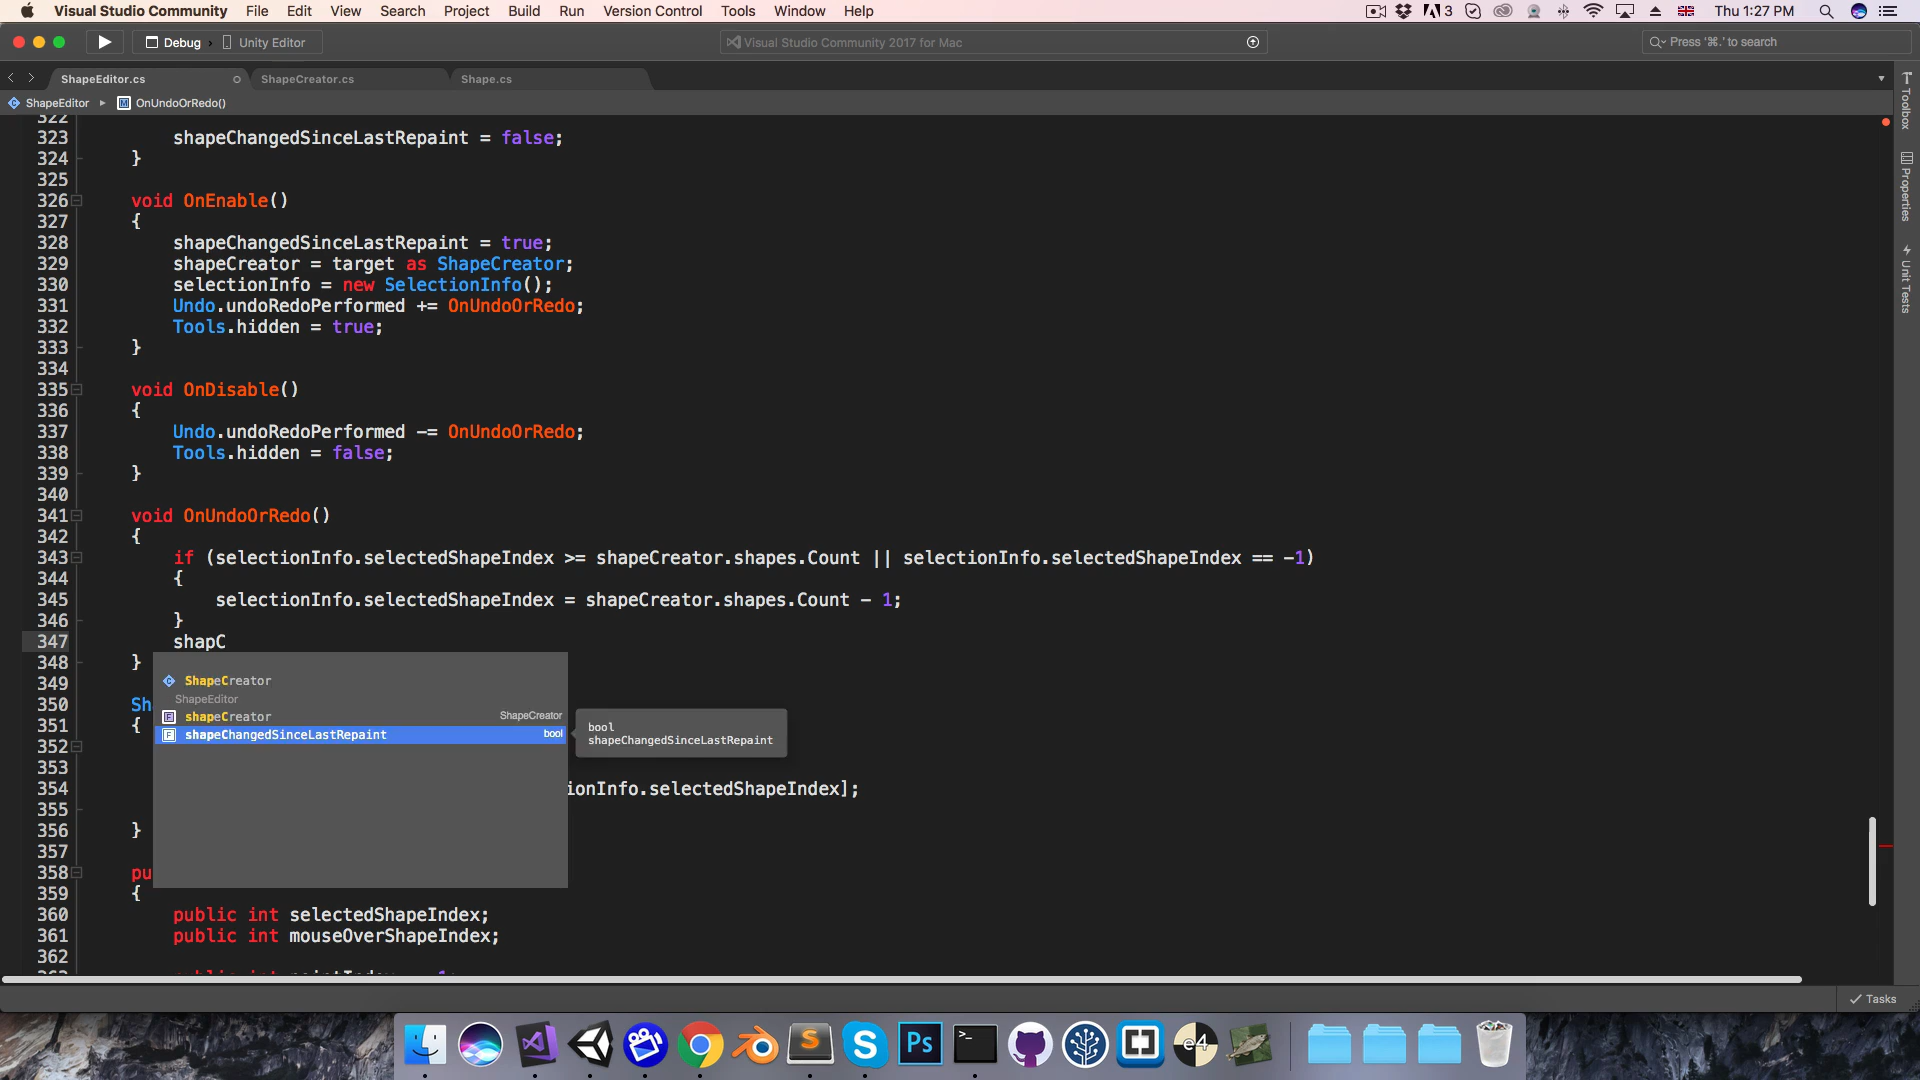 Visual Studio Community File Edit View Search Project Build Run Version Control Tools Window Help 3 Thu 1:27 PM
Debug Unity Editor Visual Studio Community 2017 for Mac Press '⌘.' to search
ShapeEditor.cs ShapeCreator.cs Shape.cs
ShapeEditor OnUndoOrRedo()
Toolbox
Properties
Unit Tests
322
323 shapeChangedSinceLastRepaint = false;
324 }
325
326 void OnEnable()
327 {
328 shapeChangedSinceLastRepaint = true;
329 shapeCreator = target as ShapeCreator;
330 selectionInfo = new SelectionInfo();
331 Undo.undoRedoPerformed += OnUndoOrRedo;
332 Tools.hidden = true;
333 }
334
335 void OnDisable()
336 {
337 Undo.undoRedoPerformed -= OnUndoOrRedo;
338 Tools.hidden = false;
339 }
340
341 void OnUndoOrRedo()
342 {
343 if (selectionInfo.selectedShapeIndex >= shapeCreator.shapes.Count || selectionInfo.selectedShapeIndex == -1)
344 {
345 selectionInfo.selectedShapeIndex = shapeCreator.shapes.Count - 1;
346 }
347 shapC
348 }
ShapeCreator
ShapeEditor
shapeCreator ShapeCreator
shapeChangedSinceLastRepaint bool
bool
shapeChangedSinceLastRepaint
349
350 Sh
351 {
352
353
354 ionInfo.selectedShapeIndex];
355
356 }
357
358 pu
359 {
360 public int selectedShapeIndex;
361 public int mouseOverShapeIndex;
362
Tasks
Ps
e4